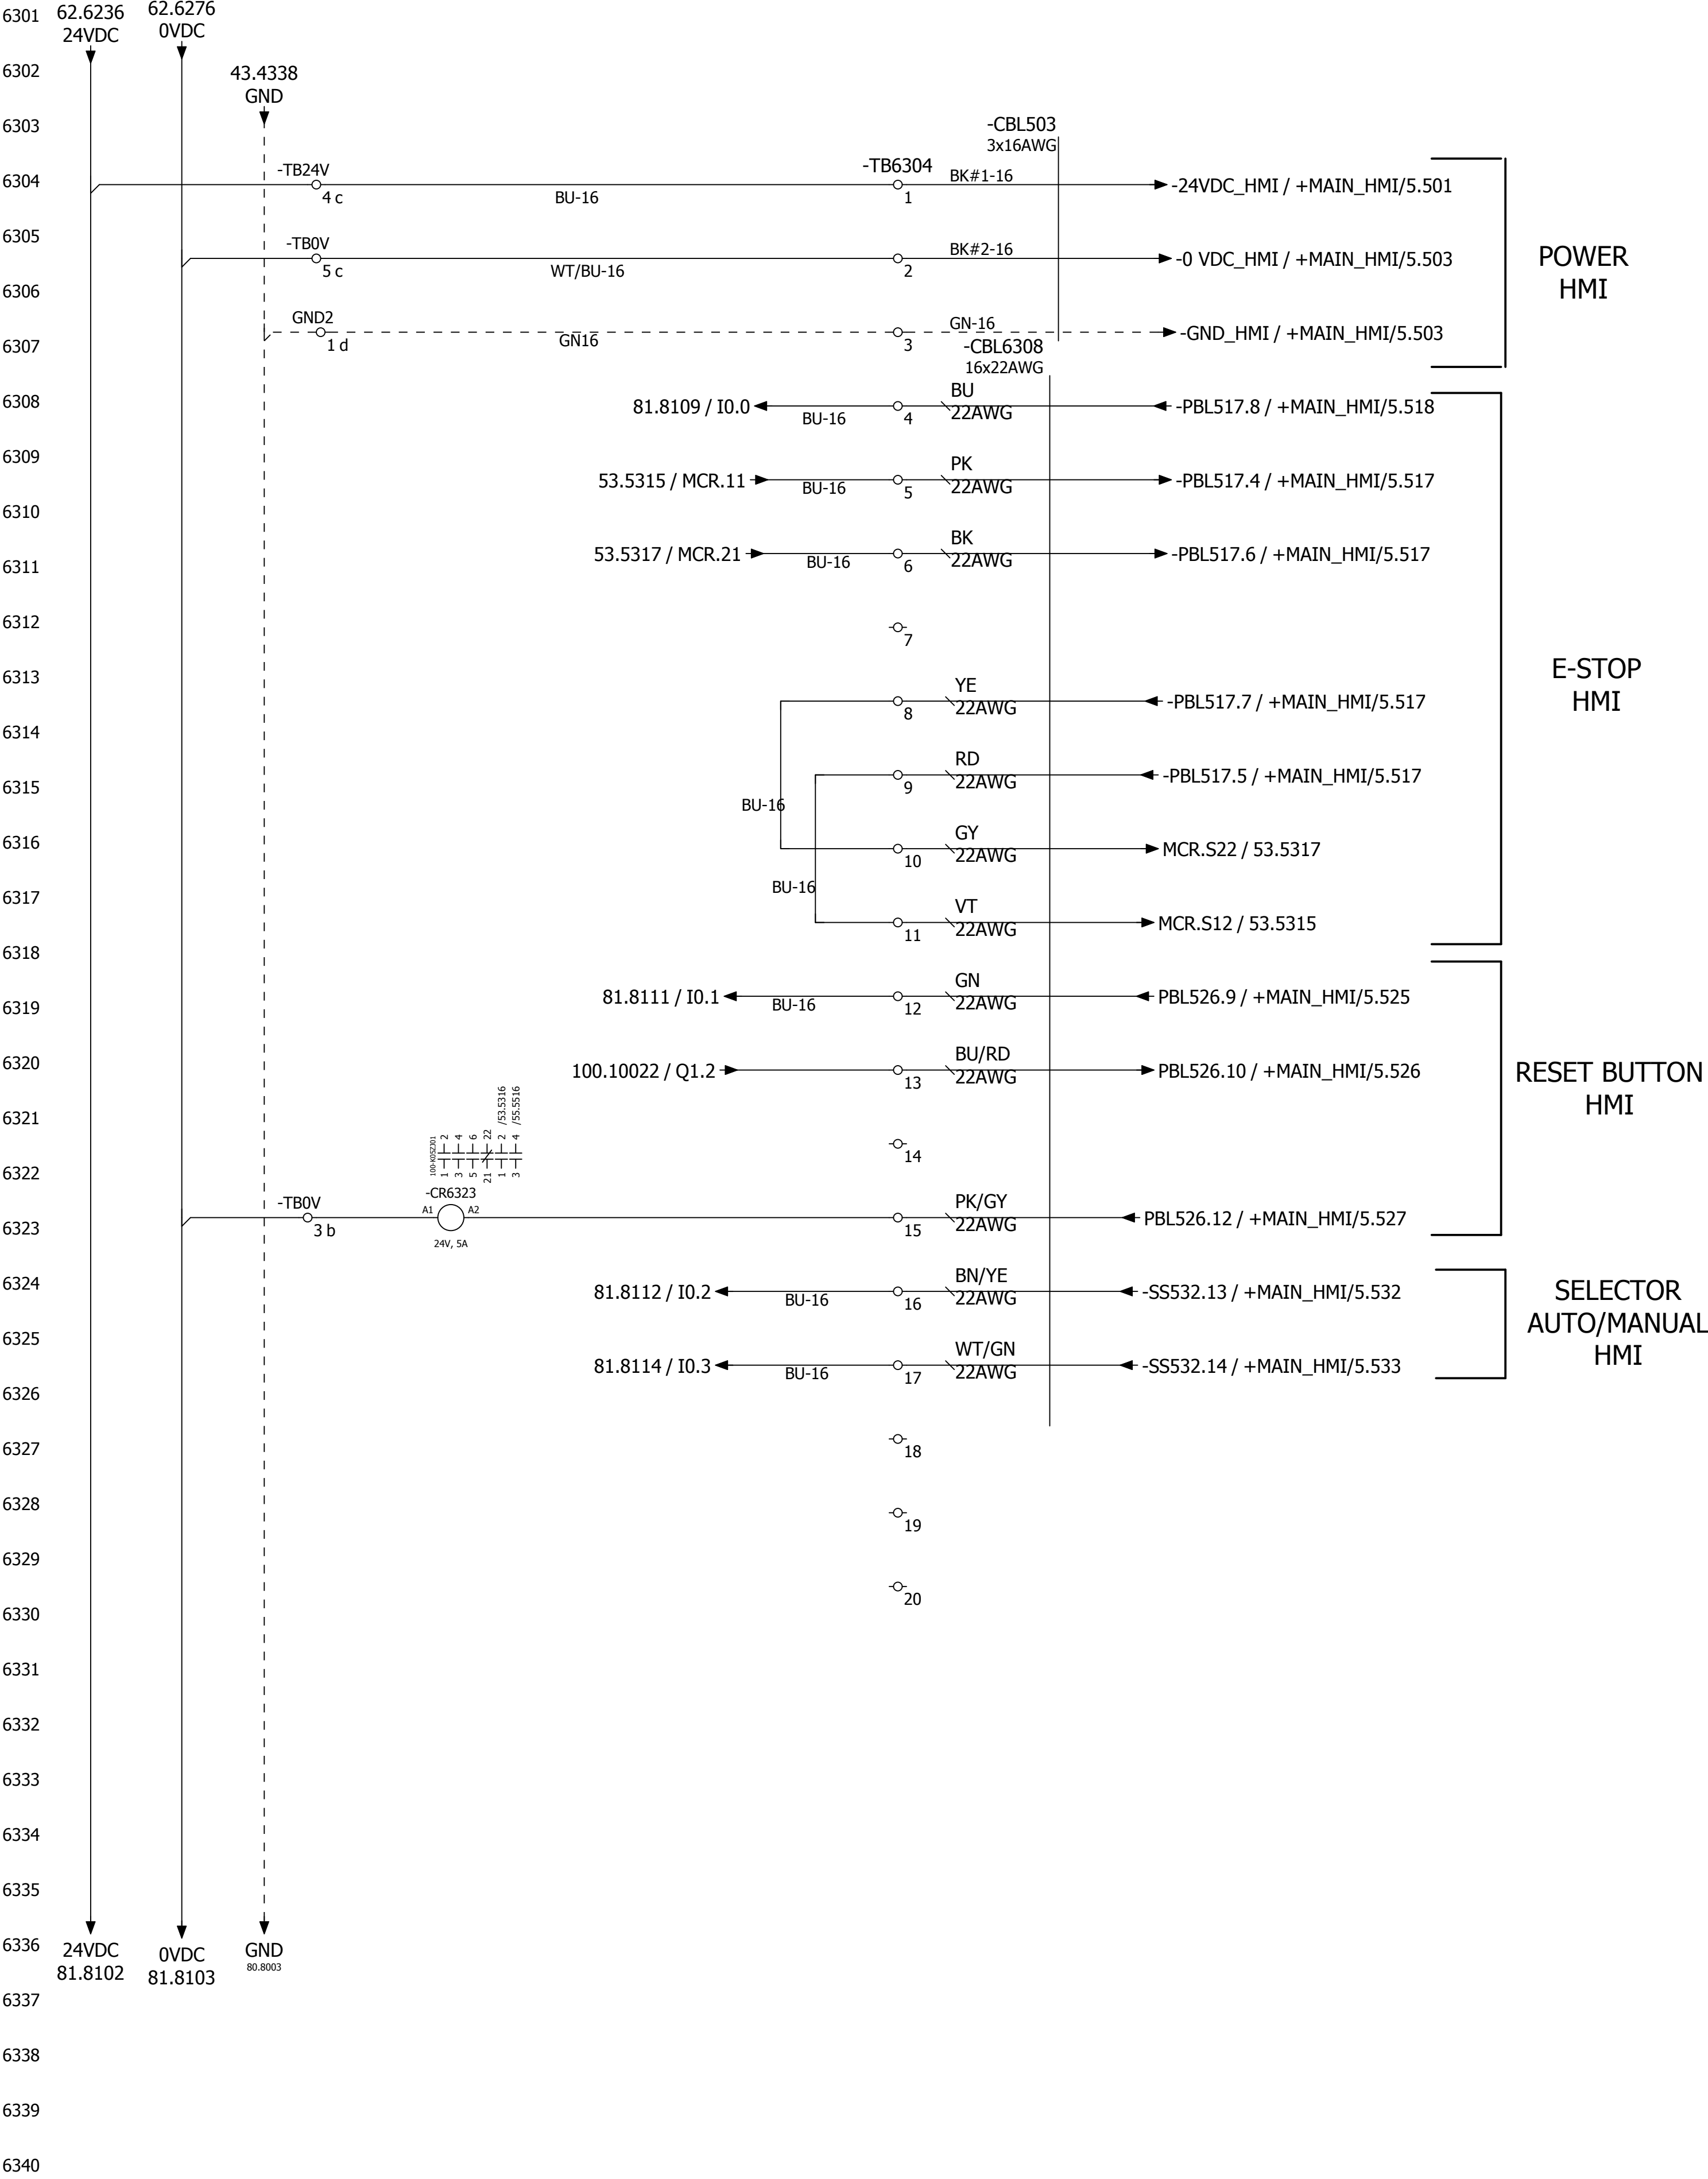 6301
62.6236
24VDC
62.6276
0VDC
6302
43.4338
GND
6303
-CBL503
3x16AWG
6304
-TB24V
4 c
BU-16
-TB6304
1
BK#1-16
-24VDC_HMI / +MAIN_HMI/5.501
6305
-TB0V
5 c
WT/BU-16
2
BK#2-16
-0 VDC_HMI / +MAIN_HMI/5.503
POWER
HMI
6306
GND2
1 d
GN16
3
GN-16
-GND_HMI / +MAIN_HMI/5.503
6307
-CBL6308
16x22AWG
6308
81.8109 / I0.0
BU-16
4
BU
22AWG
-PBL517.8 / +MAIN_HMI/5.518
6309
53.5315 / MCR.11
BU-16
5
PK
22AWG
-PBL517.4 / +MAIN_HMI/5.517
6310
53.5317 / MCR.21
BU-16
6
BK
22AWG
-PBL517.6 / +MAIN_HMI/5.517
6311
6312
7
6313
YE
22AWG
8
-PBL517.7 / +MAIN_HMI/5.517
E-STOP
HMI
6314
RD
22AWG
9
-PBL517.5 / +MAIN_HMI/5.517
6315
BU-16
6316
GY
22AWG
10
MCR.S22 / 53.5317
6317
BU-16
VT
22AWG
11
MCR.S12 / 53.5315
6318
81.8111 / I0.1
BU-16
12
GN
22AWG
PBL526.9 / +MAIN_HMI/5.525
6319
6320
100.10022 / Q1.2
13
BU/RD
22AWG
PBL526.10 / +MAIN_HMI/5.526
RESET BUTTON
HMI
6321
14
6322
100-KQSZJ01
1 2
3 4
5 6
21 22
1 2 /53.5316
3 4 /55.5516
-CR6323
A1
A2
24V, 5A
6323
-TB0V
3 b
15
PK/GY
22AWG
PBL526.12 / +MAIN_HMI/5.527
6324
81.8112 / I0.2
BU-16
16
BN/YE
22AWG
-SS532.13 / +MAIN_HMI/5.532
SELECTOR
AUTO/MANUAL
HMI
6325
81.8114 / I0.3
BU-16
17
WT/GN
22AWG
-SS532.14 / +MAIN_HMI/5.533
6326
6327
18
6328
19
6329
20
6330
6331
6332
6333
6334
6335
6336
24VDC
81.8102
0VDC
81.8103
GND
80.8003
6337
6338
6339
6340